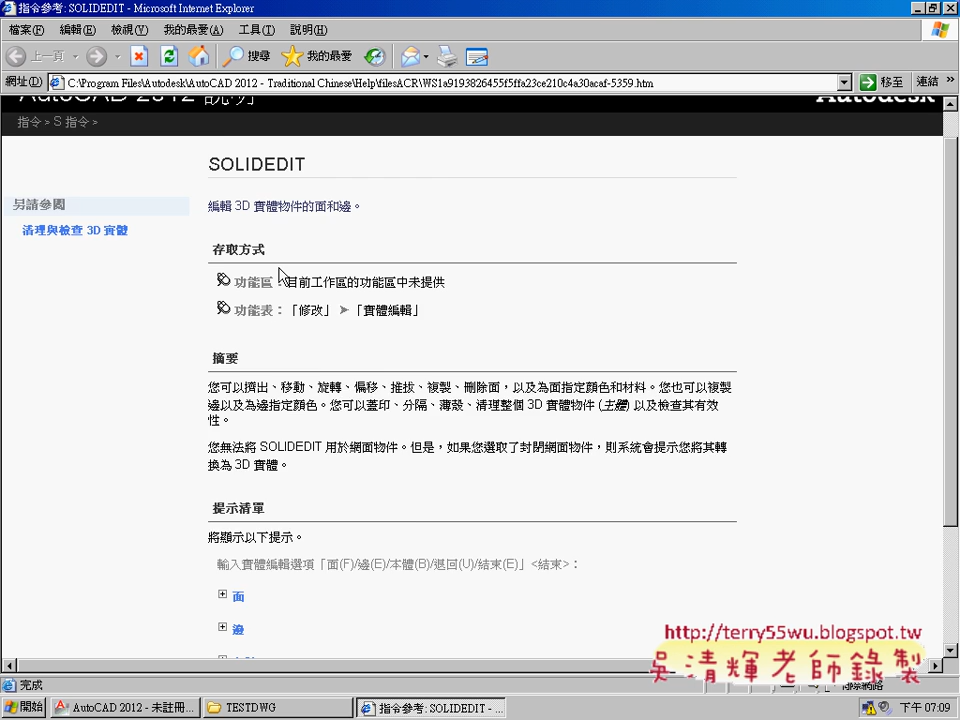 指令參考: SOLIDEDIT - Microsoft Internet Explorer
檔案(F) 編輯(E) 檢視(V) 我的最愛(A) 工具(T) 說明(H)
上一頁 搜尋 我的最愛
網址(D) C:\Program Files\Autodesk\AutoCAD 2012 - Traditional Chinese\Help\filesACR\WS1a9193826455f5ffa23ce210c4a30acaf-5359.htm 移至 連結 »
AutoCAD 2012 說明 Autodesk
指令 > S 指令 >
SOLIDEDIT
另請參閱
編輯 3D 實體物件的面和邊。
清理與檢查 3D 實體
存取方式
功能區 目前工作區的功能區中未提供
功能表：「修改」 ➤ 「實體編輯」
摘要
您可以擠出、移動、旋轉、偏移、推拔、複製、刪除面，以及為面指定顏色和材料。您也可以複製
邊以及為邊指定顏色。您可以蓋印、分隔、薄殼、清理整個 3D 實體物件 (主體) 以及檢查其有效
性。
您無法將 SOLIDEDIT 用於網面物件。但是，如果您選取了封閉網面物件，則系統會提示您將其轉
換為 3D 實體。
提示清單
將顯示以下提示。
輸入實體編輯選項「面(F)/邊(E)/本體(B)/退回(U)/結束(E)」<結束>：
面
邊
http://terry55wu.blogspot.tw
吳清輝老師錄製
完成
開始 AutoCAD 2012 - 未註冊... TESTDWG 指令參考: SOLIDEDIT - ... 下午 07:09